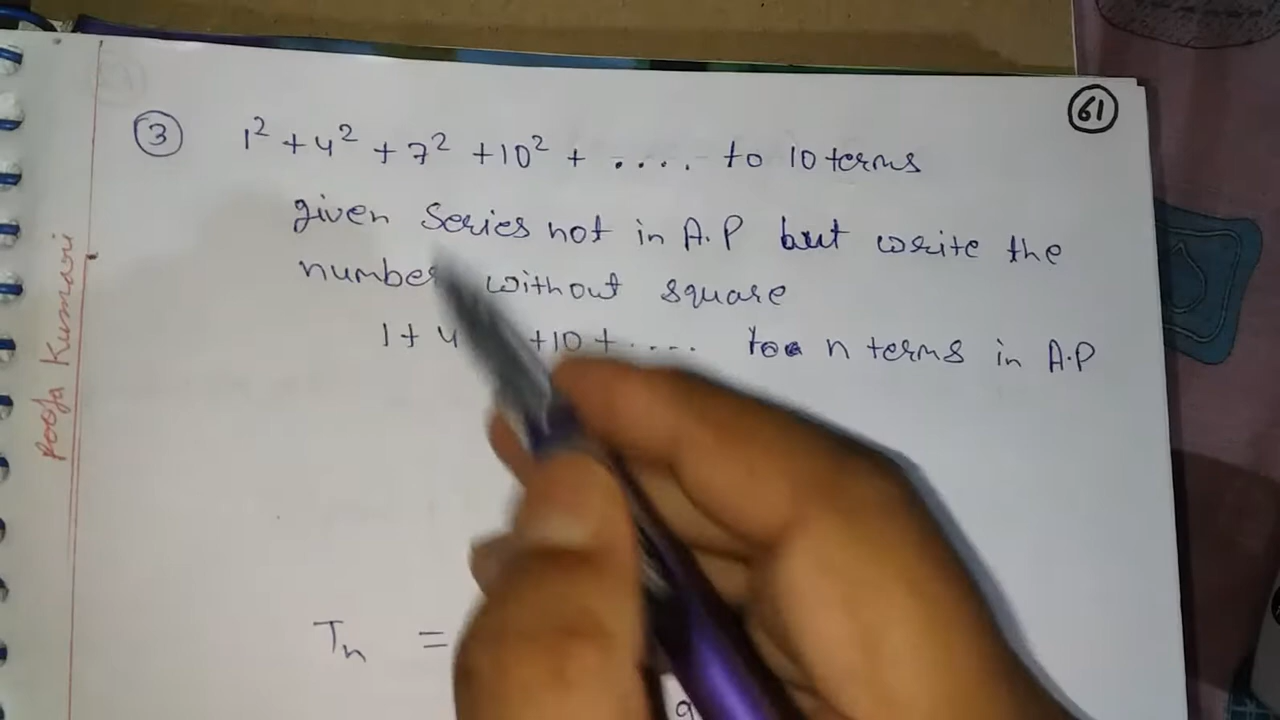 61
③ 1² + 4² + 7² + 10² + .... to 10 terms
given series not in A.P but write the
number without square
1 + 4 +10 + .... to n terms in A.P
Tn =
Pooja Kumari